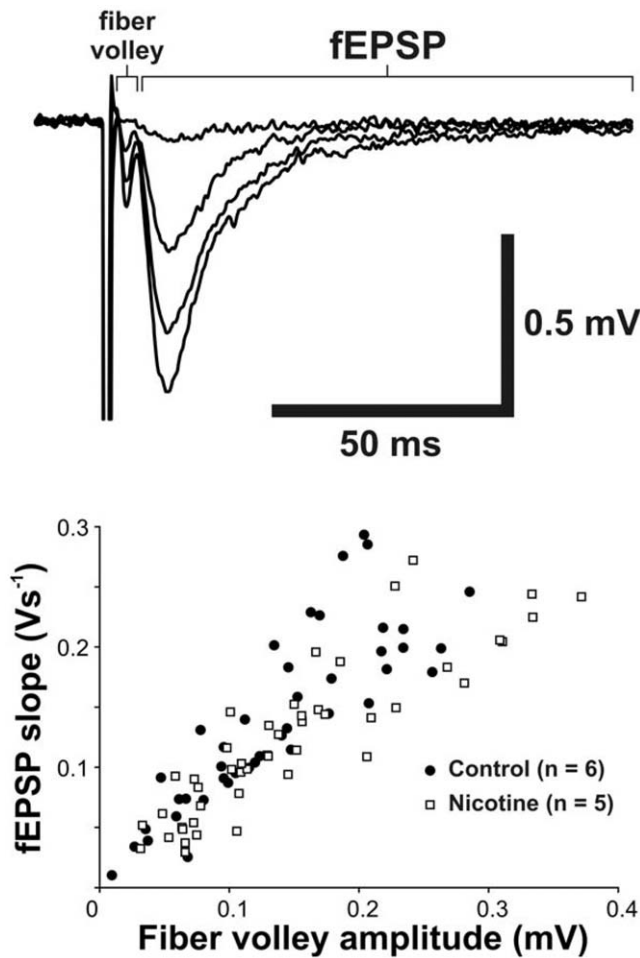 fiber
volley
fEPSP
0.5 mV
50 ms
fEPSP slope (Vs⁻¹)
0.3
0.2
0.1
Control (n = 6)
Nicotine (n = 5)
0
0.1
0.2
0.3
0.4
Fiber volley amplitude (mV)